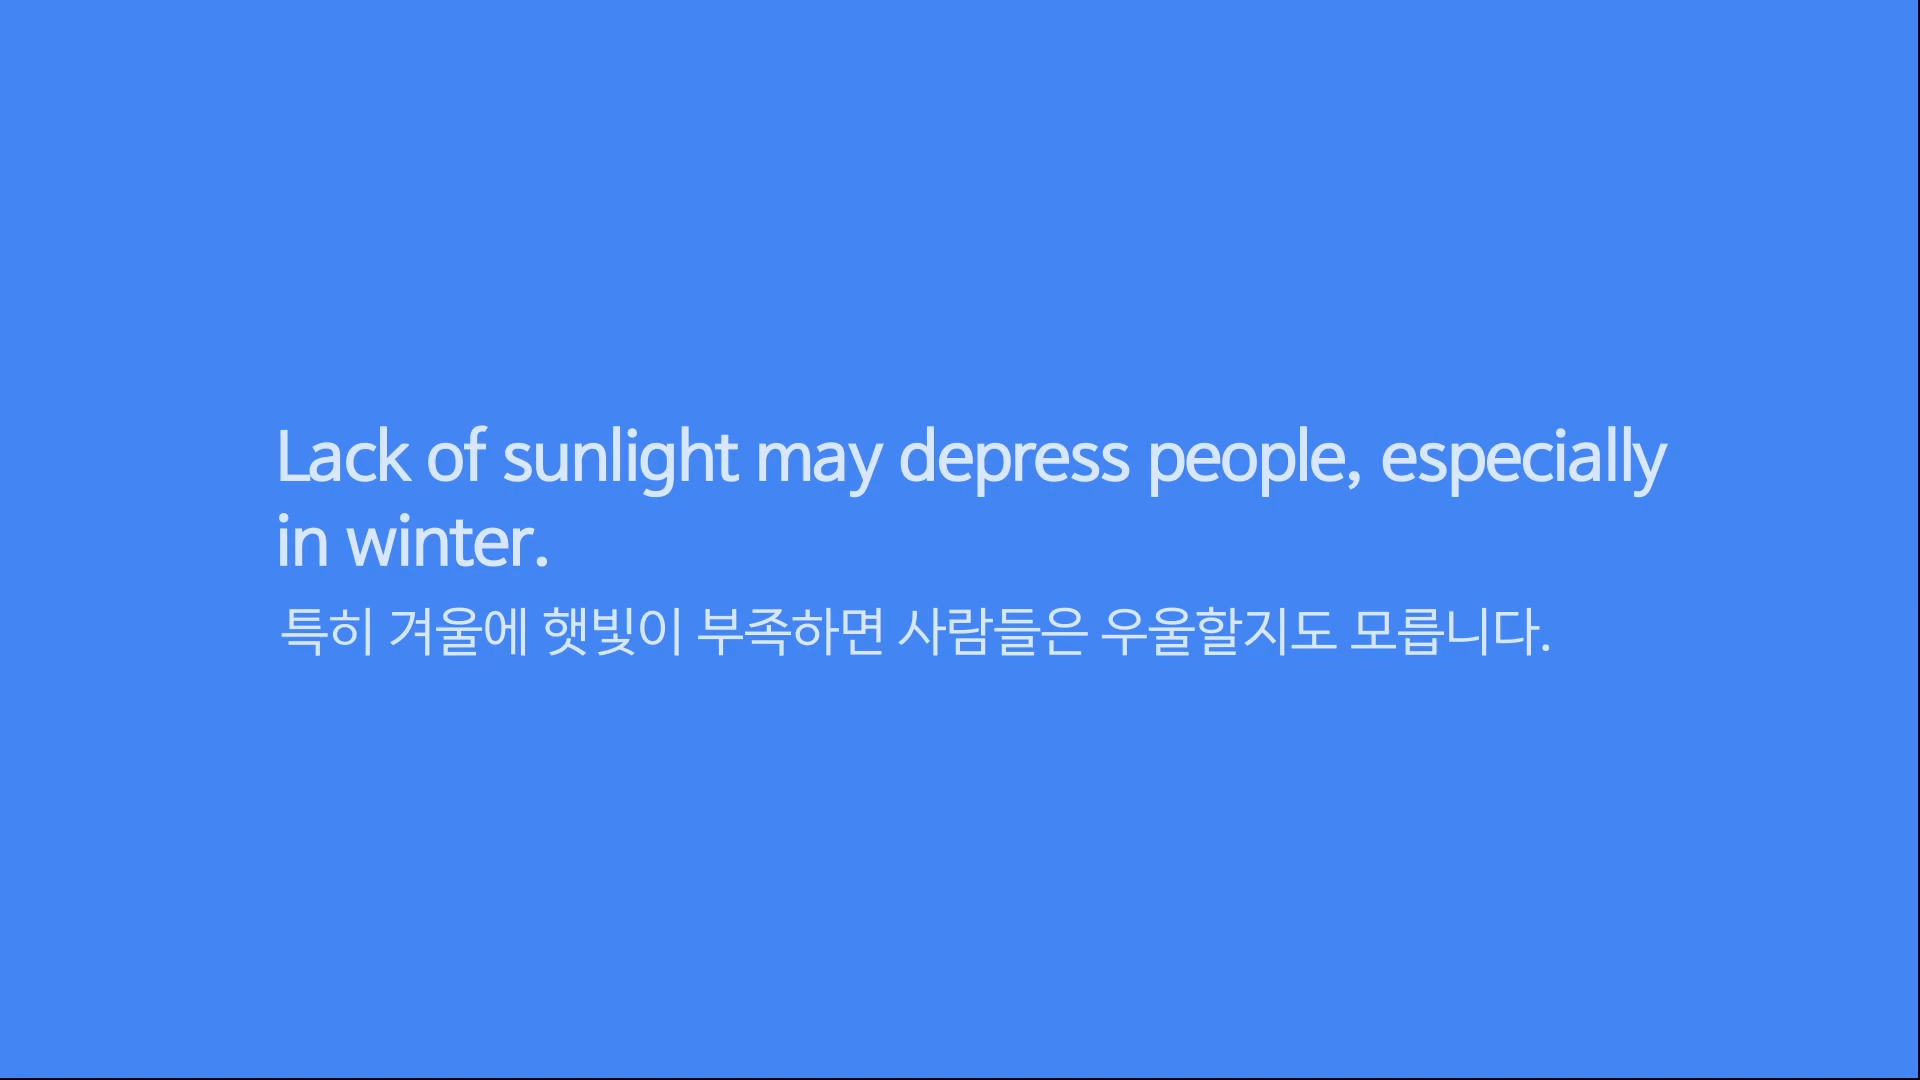 Lack of sunlight may depress people, especially
in winter.
특히 겨울에 햇빛이 부족하면 사람들은 우울할지도 모릅니다.